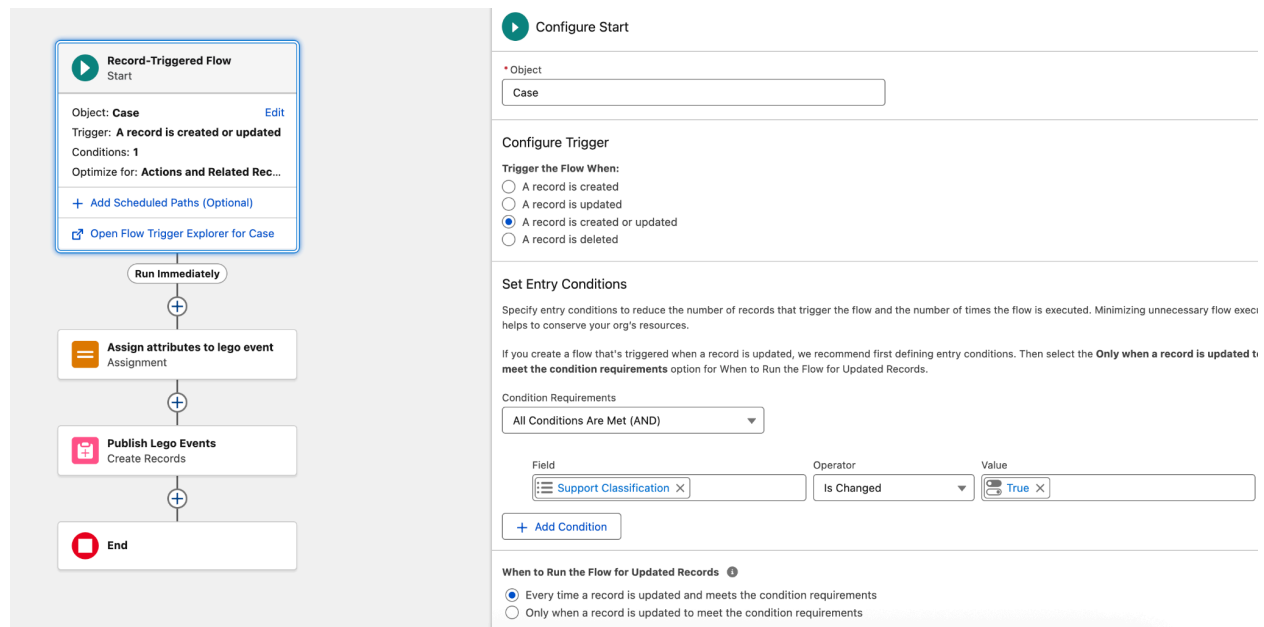 Record-Triggered Flow
Start
Object: Case
Edit
Trigger: A record is created or updated
Conditions: 1
Optimize for: Actions and Related Rec...
Add Scheduled Paths (Optional)
Open Flow Trigger Explorer for Case
Run Immediately
Assign attributes to lego event
Assignment
Publish Lego Events
Create Records
End
Configure Start
* Object
Case
Configure Trigger
Trigger the Flow When:
A record is created
A record is updated
A record is created or updated
A record is deleted
Set Entry Conditions
Specify entry conditions to reduce the number of records that trigger the flow and the number of times the flow is executed. Minimizing unnecessary flow
helps to conserve your org's resources.
If you create a flow that's triggered when a record is updated, we recommend first defining entry conditions. Then select the Only when a record is updated
meet the condition requirements option for When to Run the Flow for Updated Records.
Condition Requirements
All Conditions Are Met (AND)
Field
Operator
Value
Support Classification
Is Changed
True
Add Condition
When to Run the Flow for Updated Records
Every time a record is updated and meets the condition requirements
Only when a record is updated to meet the condition requirements